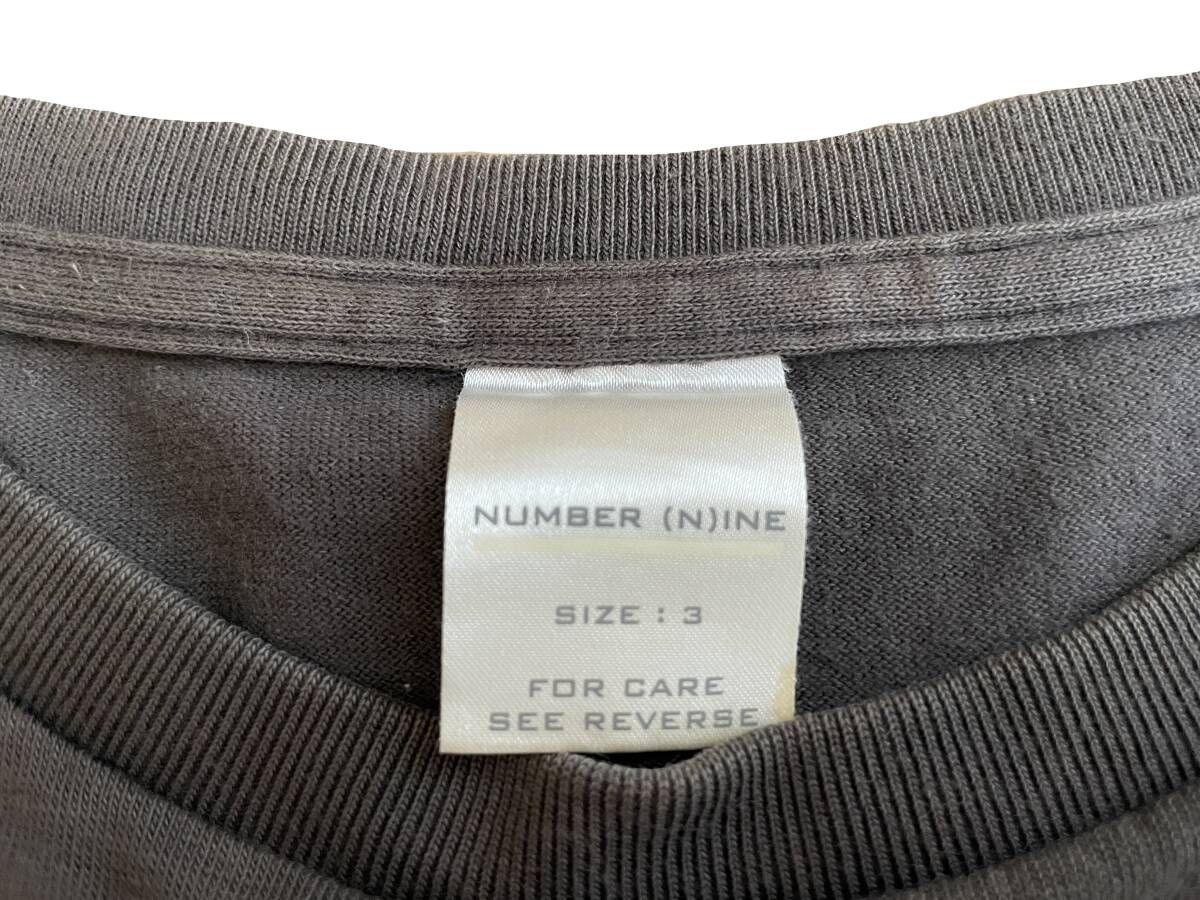 NUMBER (N)INE
SIZE : 3
FOR CARE
SEE REVERSE